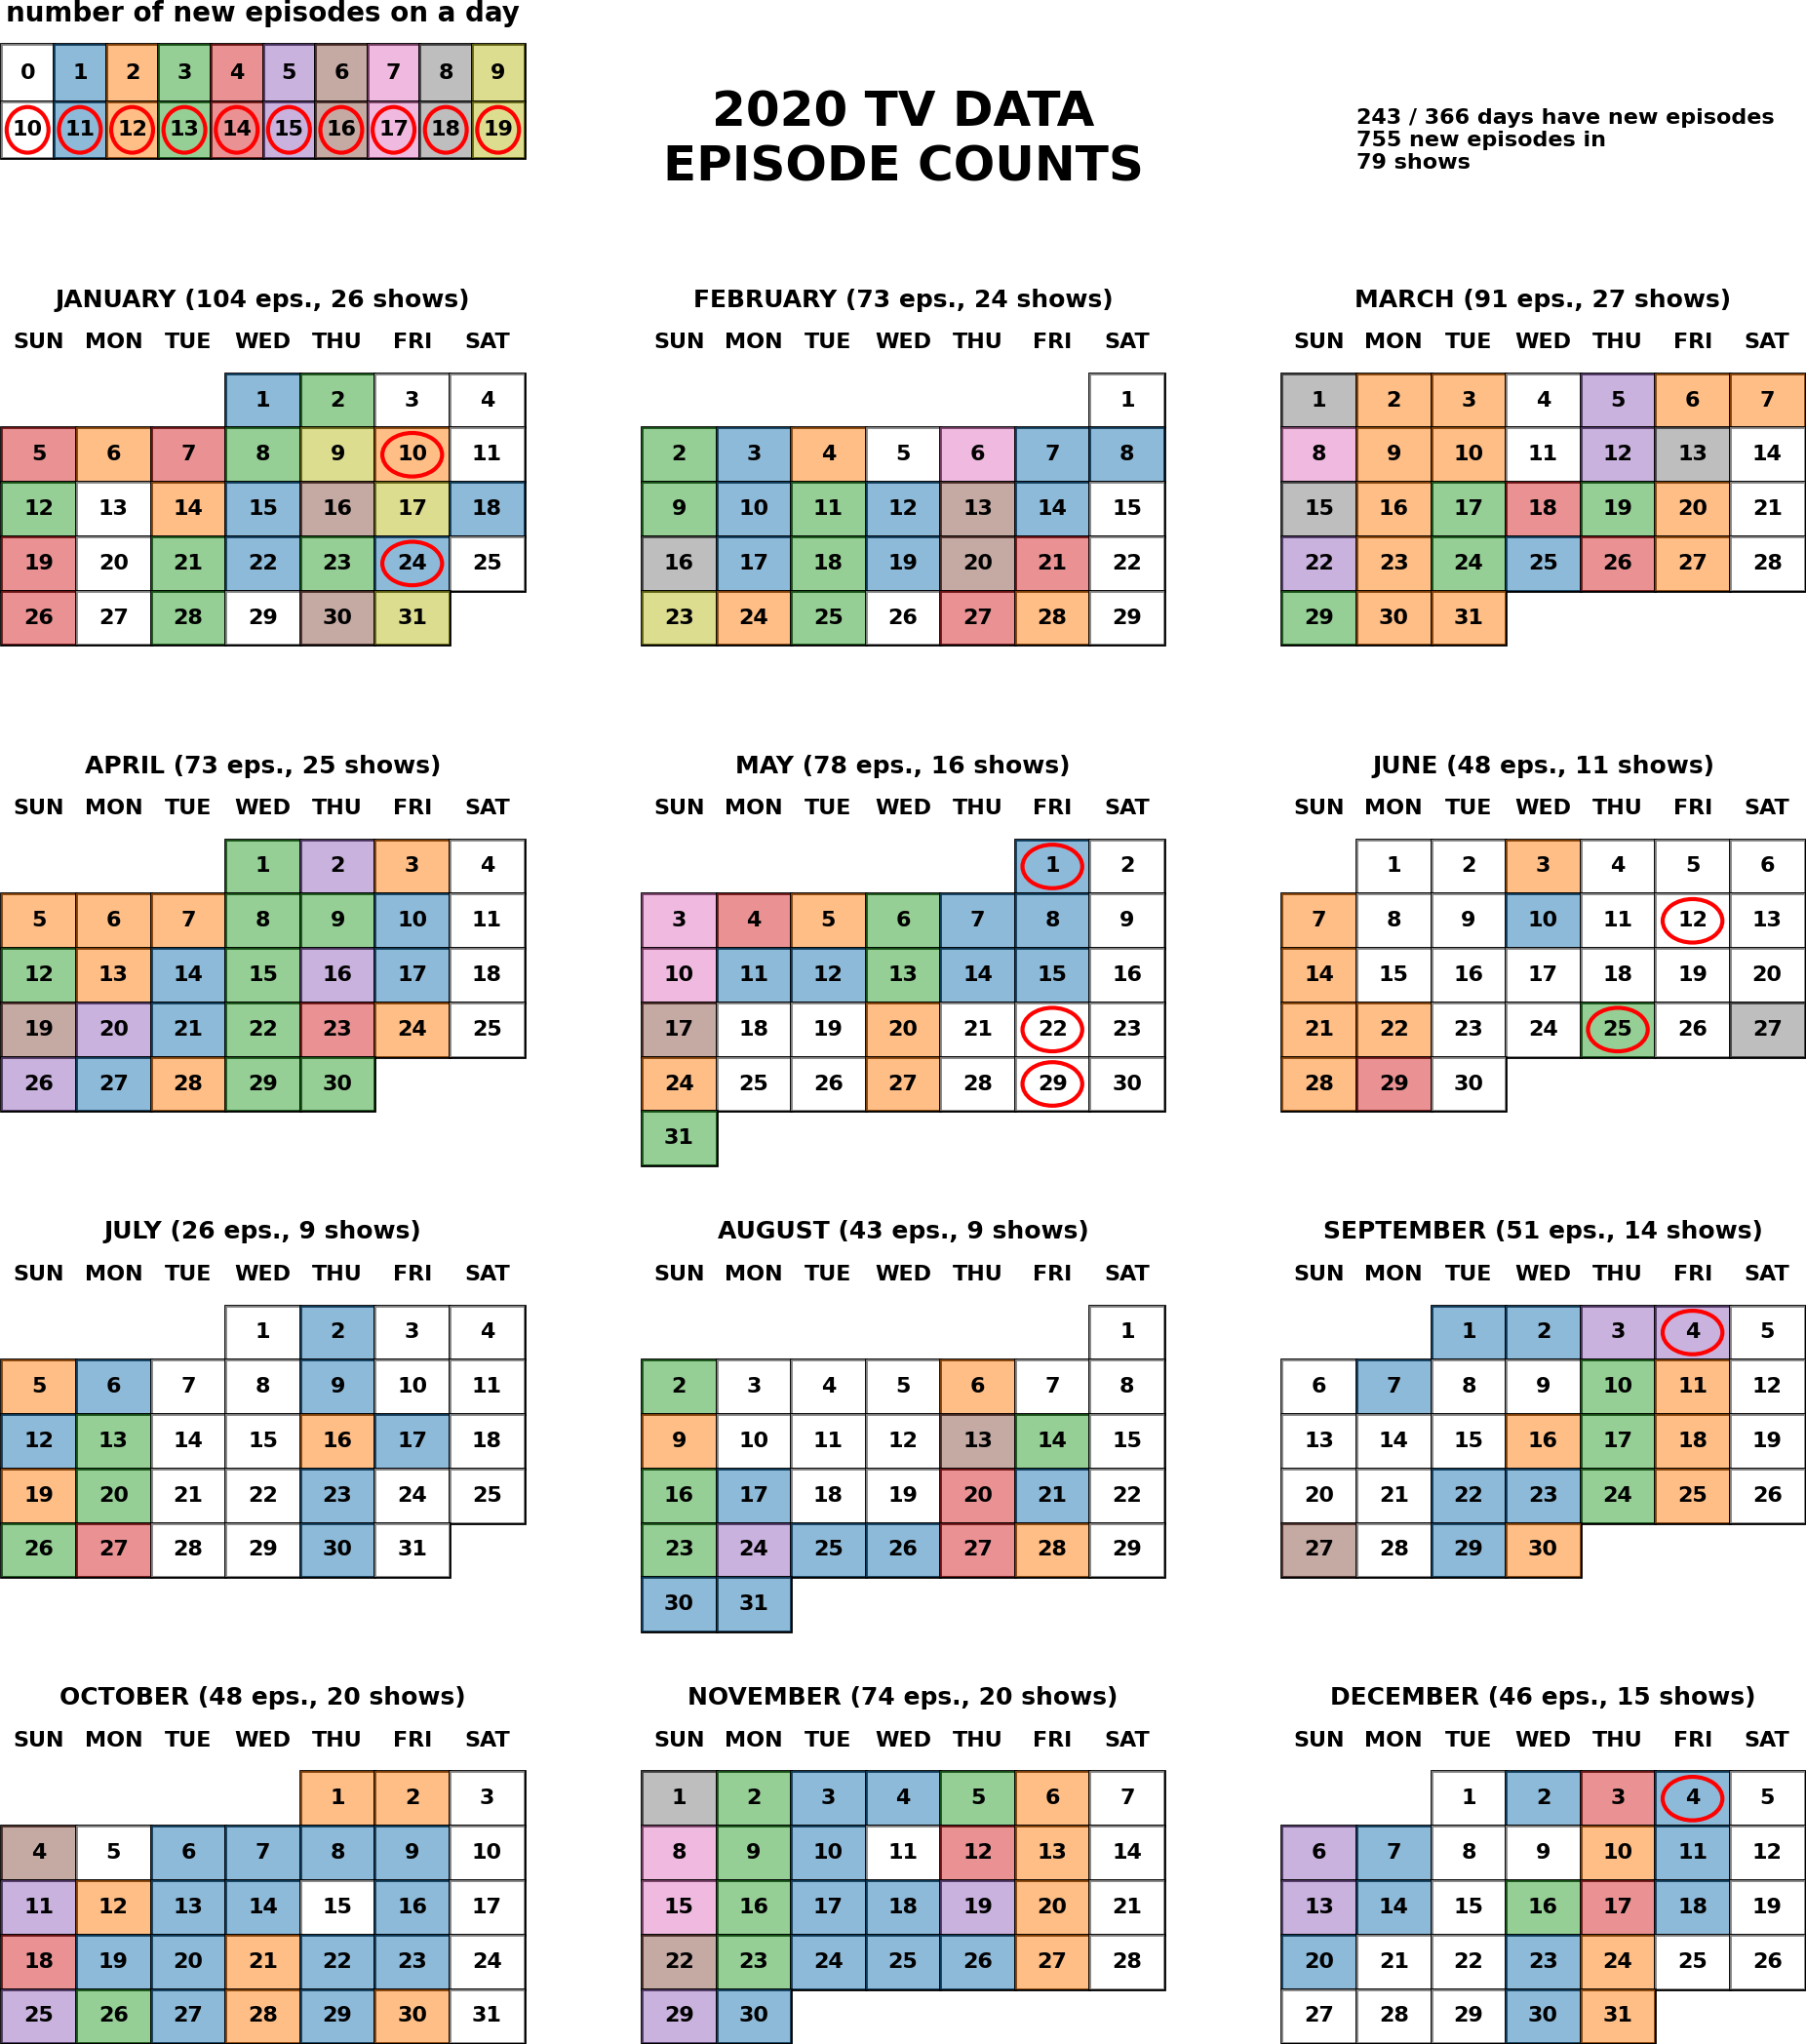 number of new episodes on a day
0 1 2 3 4 5 6 7 8 9
10 11 12 13 14 15 16 17 18 19
2020 TV DATA
EPISODE COUNTS
243 / 366 days have new episodes
755 new episodes in
79 shows
JANUARY (104 eps., 26 shows)
SUN MON TUE WED THU FRI SAT
1 2 3 4
5 6 7 8 9 10 11
12 13 14 15 16 17 18
19 20 21 22 23 24 25
26 27 28 29 30 31
FEBRUARY (73 eps., 24 shows)
SUN MON TUE WED THU FRI SAT
1
2 3 4 5 6 7 8
9 10 11 12 13 14 15
16 17 18 19 20 21 22
23 24 25 26 27 28 29
MARCH (91 eps., 27 shows)
SUN MON TUE WED THU FRI SAT
1 2 3 4 5 6 7
8 9 10 11 12 13 14
15 16 17 18 19 20 21
22 23 24 25 26 27 28
29 30 31
APRIL (73 eps., 25 shows)
SUN MON TUE WED THU FRI SAT
1 2 3 4
5 6 7 8 9 10 11
12 13 14 15 16 17 18
19 20 21 22 23 24 25
26 27 28 29 30
MAY (78 eps., 16 shows)
SUN MON TUE WED THU FRI SAT
1 2
3 4 5 6 7 8 9
10 11 12 13 14 15 16
17 18 19 20 21 22 23
24 25 26 27 28 29 30
31
JUNE (48 eps., 11 shows)
SUN MON TUE WED THU FRI SAT
1 2 3 4 5 6
7 8 9 10 11 12 13
14 15 16 17 18 19 20
21 22 23 24 25 26 27
28 29 30
JULY (26 eps., 9 shows)
SUN MON TUE WED THU FRI SAT
1 2 3 4
5 6 7 8 9 10 11
12 13 14 15 16 17 18
19 20 21 22 23 24 25
26 27 28 29 30 31
AUGUST (43 eps., 9 shows)
SUN MON TUE WED THU FRI SAT
1
2 3 4 5 6 7 8
9 10 11 12 13 14 15
16 17 18 19 20 21 22
23 24 25 26 27 28 29
30 31
SEPTEMBER (51 eps., 14 shows)
SUN MON TUE WED THU FRI SAT
1 2 3 4 5
6 7 8 9 10 11 12
13 14 15 16 17 18 19
20 21 22 23 24 25 26
27 28 29 30
OCTOBER (48 eps., 20 shows)
SUN MON TUE WED THU FRI SAT
1 2 3
4 5 6 7 8 9 10
11 12 13 14 15 16 17
18 19 20 21 22 23 24
25 26 27 28 29 30 31
NOVEMBER (74 eps., 20 shows)
SUN MON TUE WED THU FRI SAT
1 2 3 4 5 6 7
8 9 10 11 12 13 14
15 16 17 18 19 20 21
22 23 24 25 26 27 28
29 30
DECEMBER (46 eps., 15 shows)
SUN MON TUE WED THU FRI SAT
1 2 3 4 5
6 7 8 9 10 11 12
13 14 15 16 17 18 19
20 21 22 23 24 25 26
27 28 29 30 31